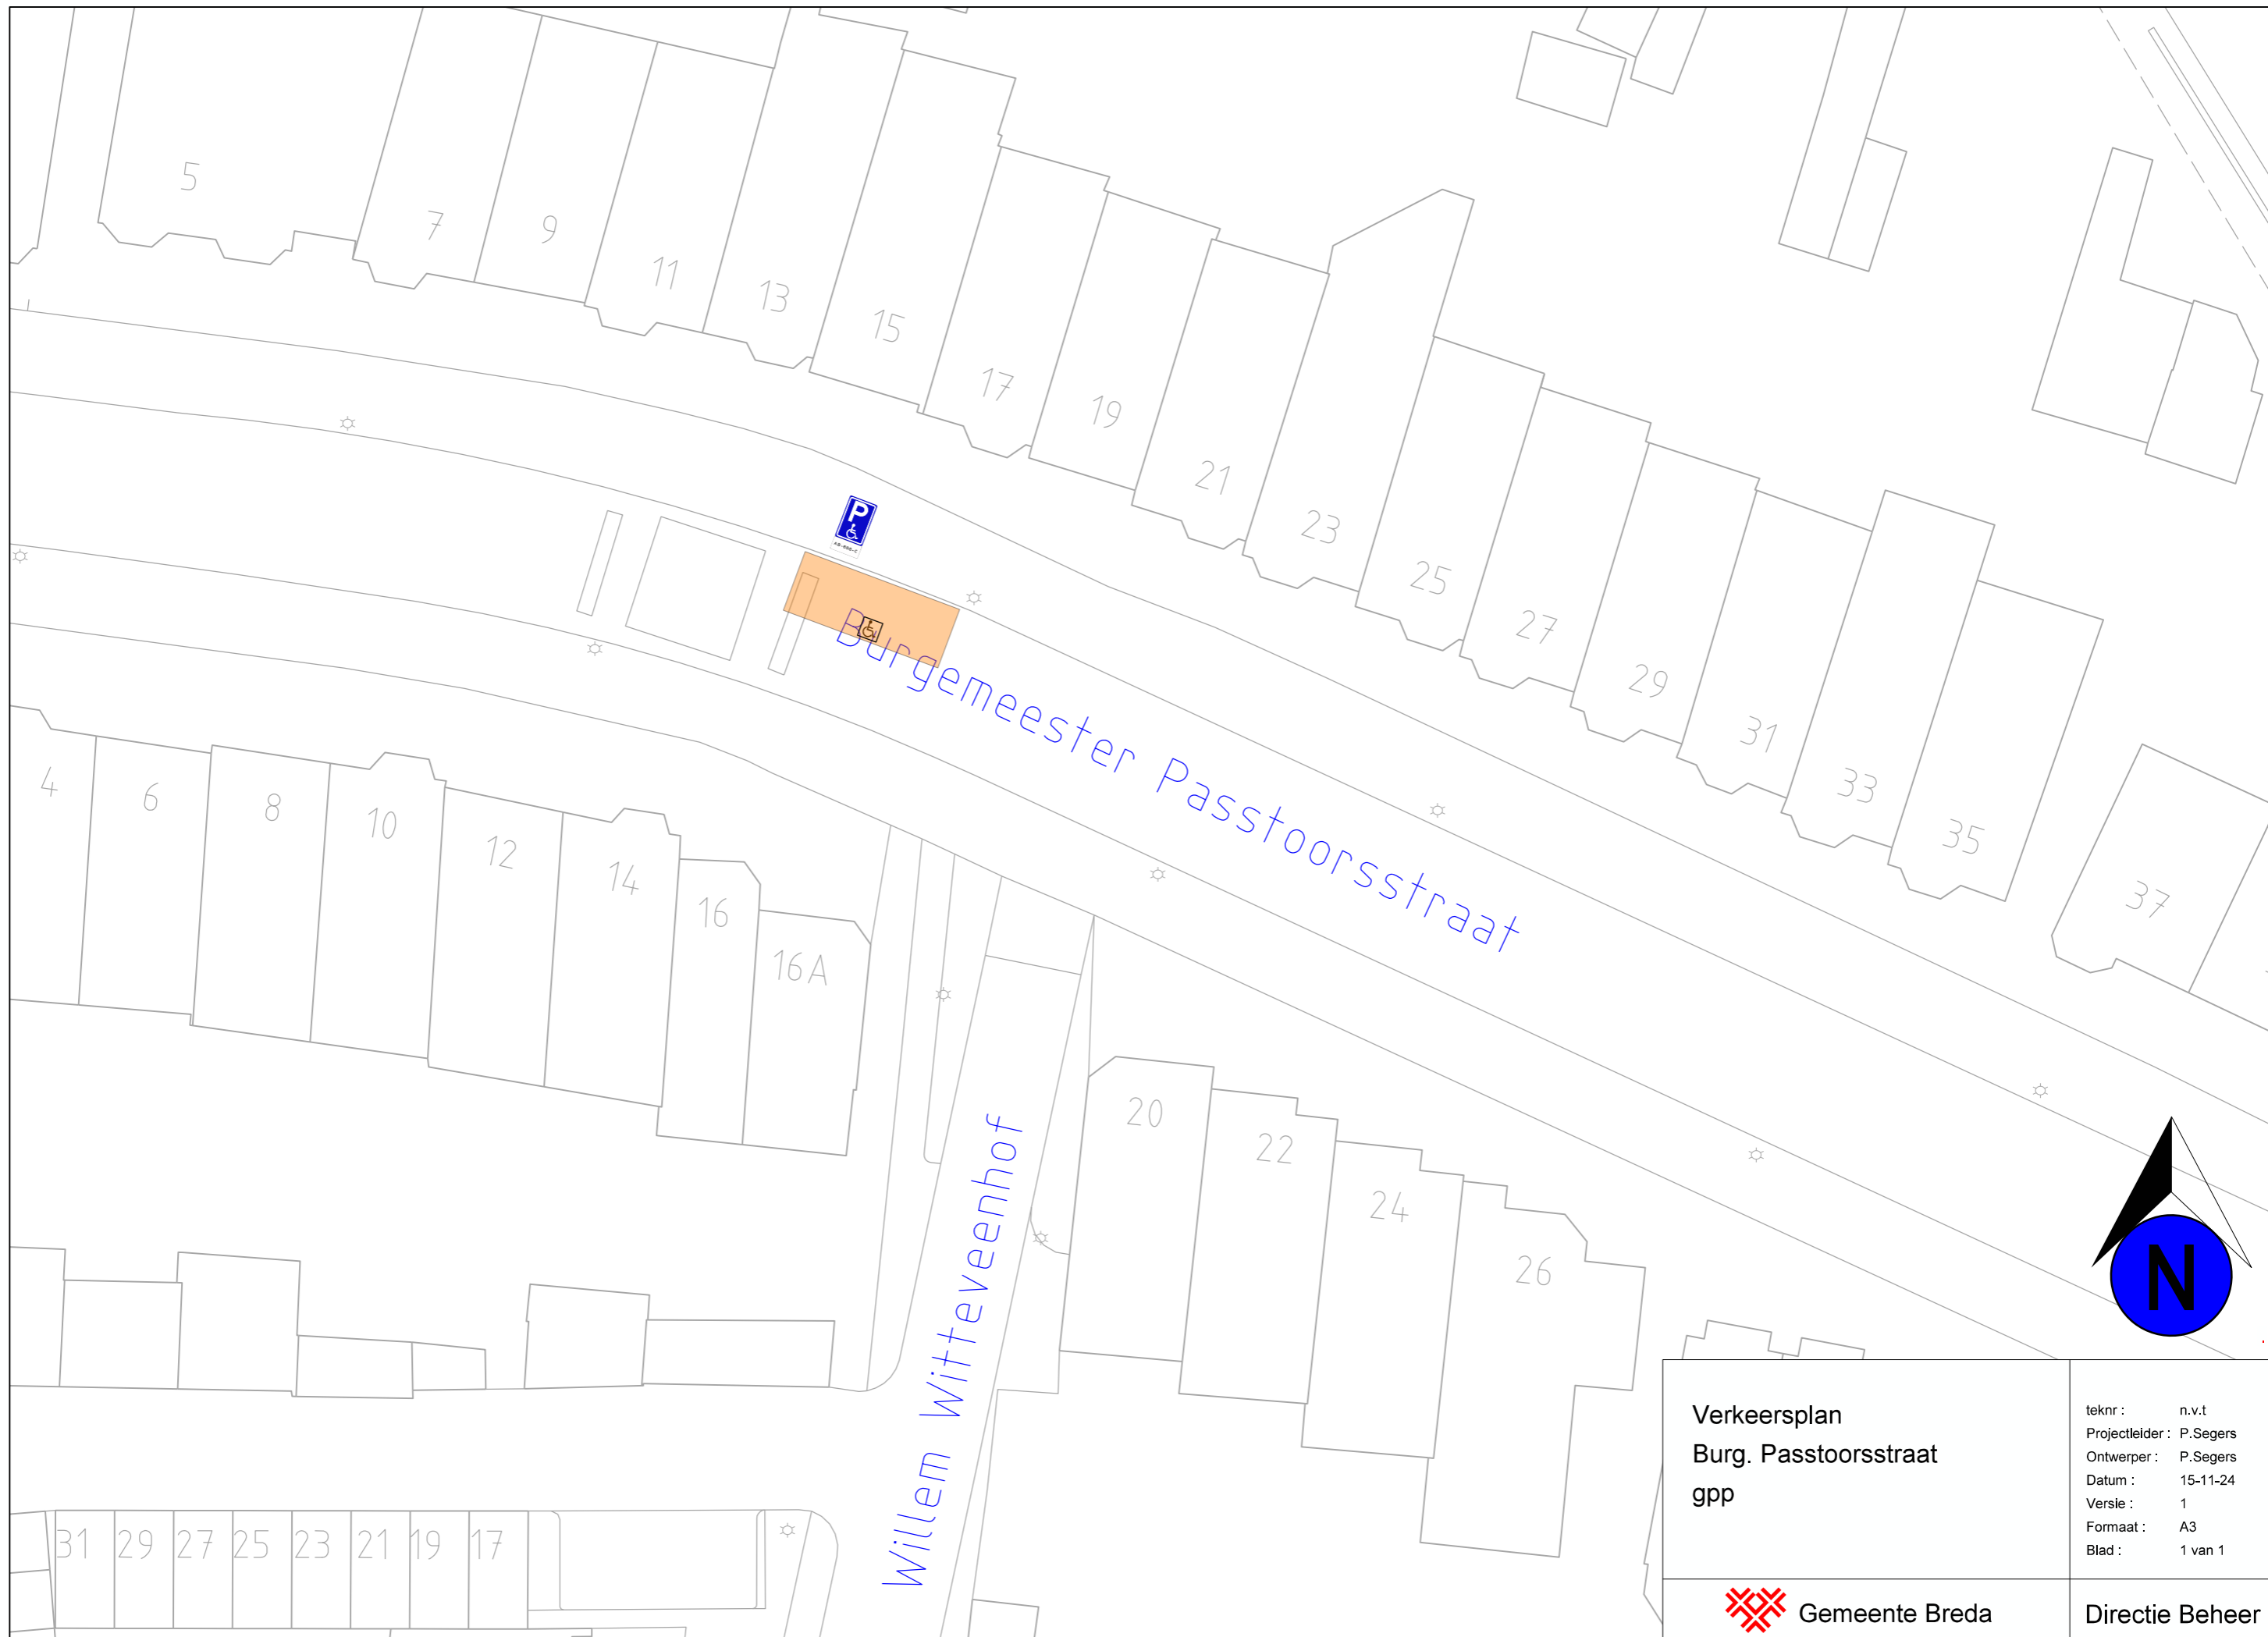 5
7
9
11
13
15
17
19
21
23
25
27
29
31
33
35
37
P
Burgemeester Passtoorsstraat
4
6
8
10
12
14
16
16A
20
22
24
26
Willem Witteveenhof
31
29
27
25
23
21
19
17
N
Verkeersplan
Burg. Passtoorsstraat
gpp
teknr : n.v.t
Projectleider : P.Segers
Ontwerper : P.Segers
Datum : 15-11-24
Versie : 1
Formaat : A3
Blad : 1 van 1
Gemeente Breda
Directie Beheer